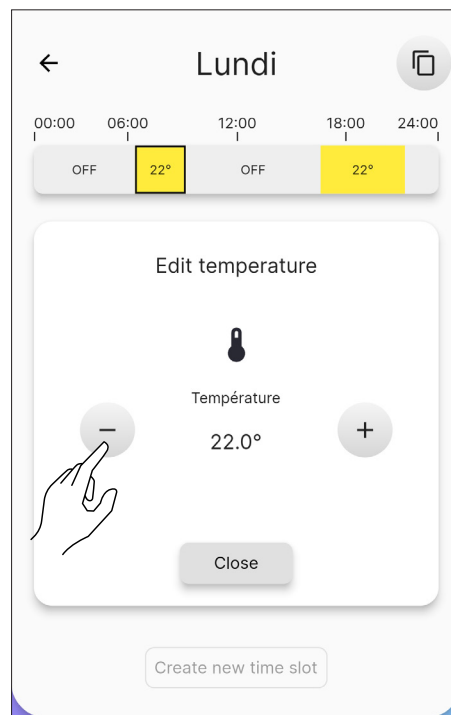 Lundi
00:00 06:00 12:00 18:00 24:00
OFF 22° OFF 22°
Edit temperature
Température
22.0°
Close
Create new time slot